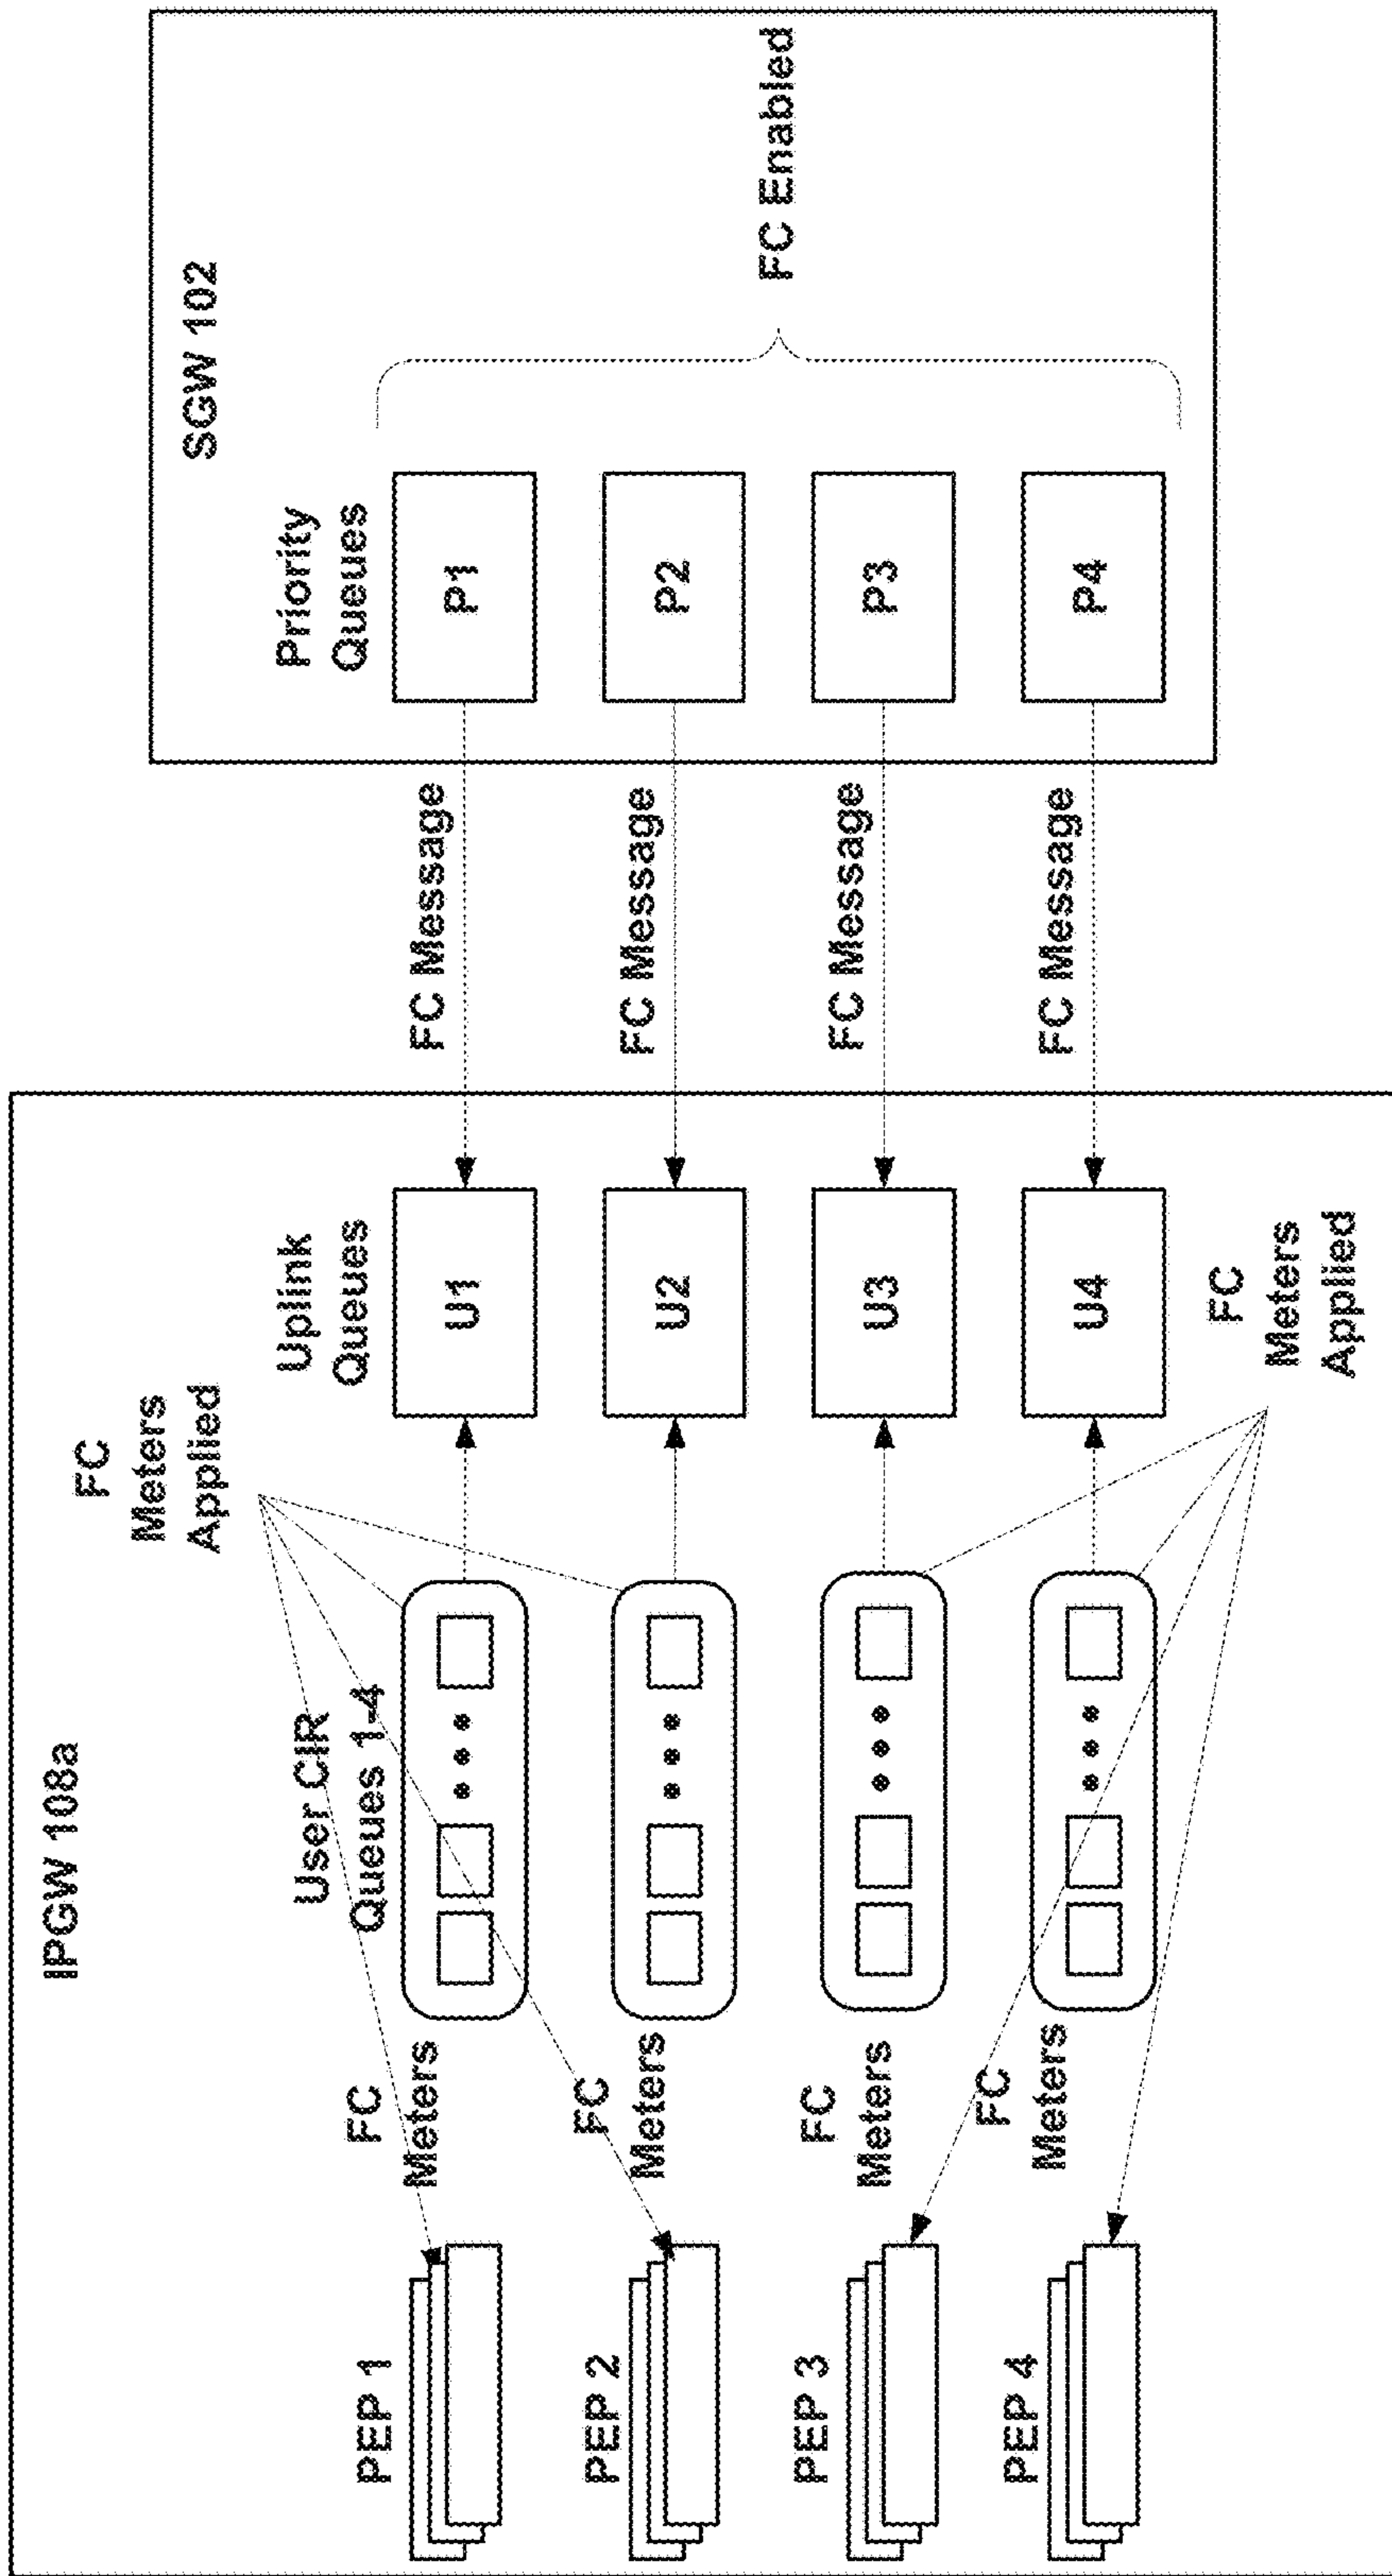 IPGW 108a
SGW 102
FC
Meters
Applied
User CIR
Queues 1-4
Uplink
Queues
Priority
Queues
PEP 1
FC
Meters
U1
FC Message
P1
PEP 2
FC
Meters
U2
FC Message
P2
FC Enabled
PEP 3
FC
Meters
U3
FC Message
P3
PEP 4
FC
Meters
U4
FC Message
P4
FC
Meters
Applied